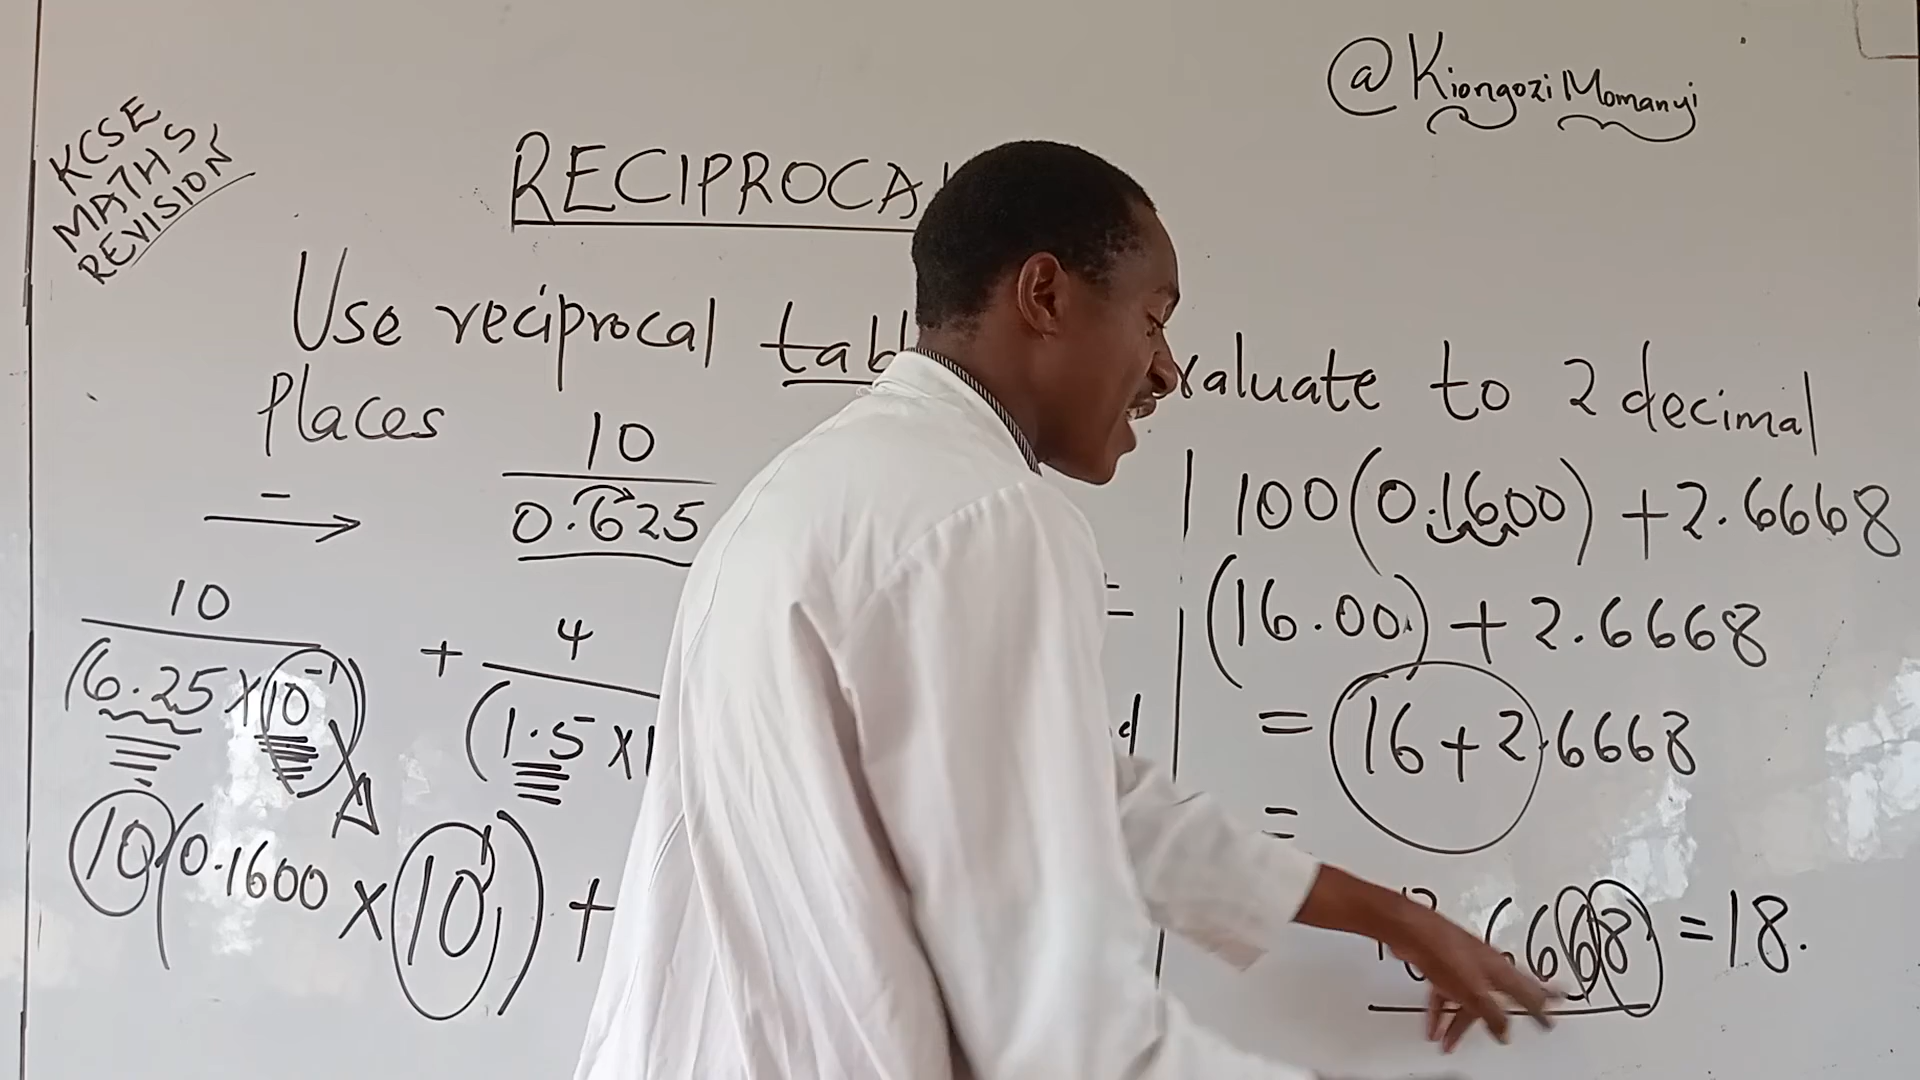 @Kiongozi Momanyi
KCSE
MATHS
REVISION
RECIPROCA
Use reciprocal tab valuate to 2 decimal
Places
10
0.625
10
(6.25 × 10⁻¹)
+ 4
(1.5 ×
10(0.1600 × 10¹) +
=
100(0.1600) + 2.6668
(16.00) + 2.6668
= 16 + 2.6668
=
18.6668 = 18.